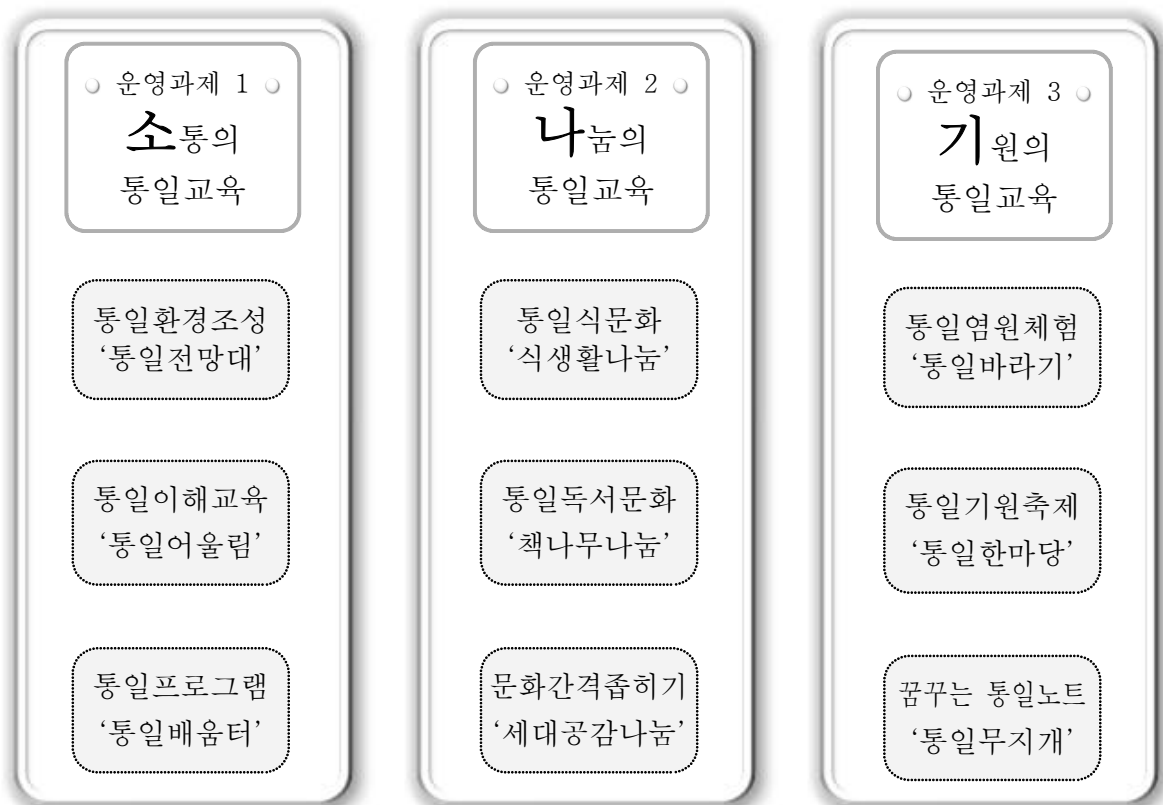 운영과제 1
소통의
통일교육
통일환경조성
‘통일전망대’
통일이해교육
‘통일어울림’
통일프로그램
‘통일배움터’
운영과제 2
나눔의
통일교육
통일식문화
‘식생활나눔’
통일독서문화
‘책나무나눔’
문화간격좁히기
‘세대공감나눔’
운영과제 3
기원의
통일교육
통일염원체험
‘통일바라기’
통일기원축제
‘통일한마당’
꿈꾸는 통일노트
‘통일무지개’